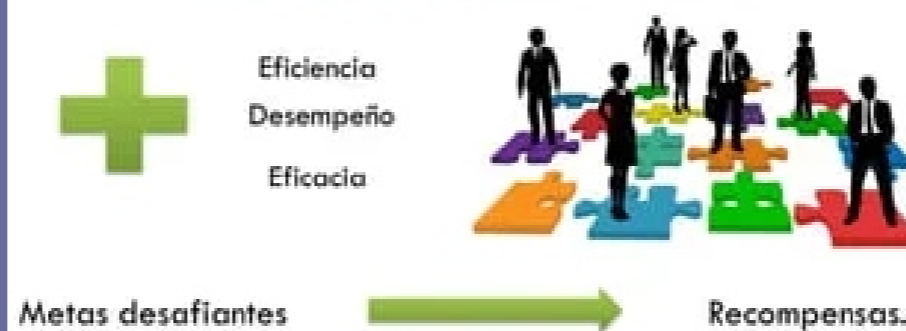 Eficiencia
Desempeño
Eficacia
Metas desafiantes
Recompensas.